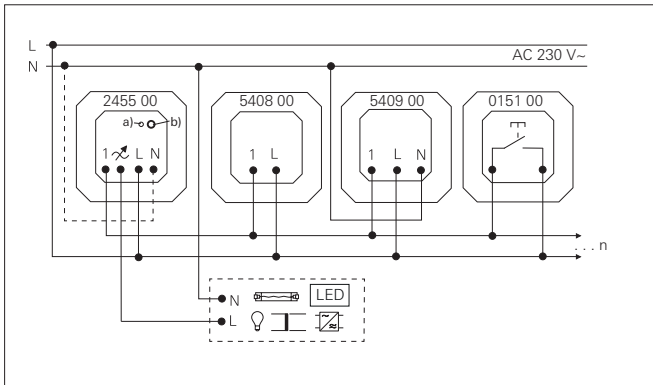 L
AC 230 V~
N
2455 00 5408 00 5409 00 0151 00
a) b)
1 L N 1 L 1 L N
. . . n
N LED
L